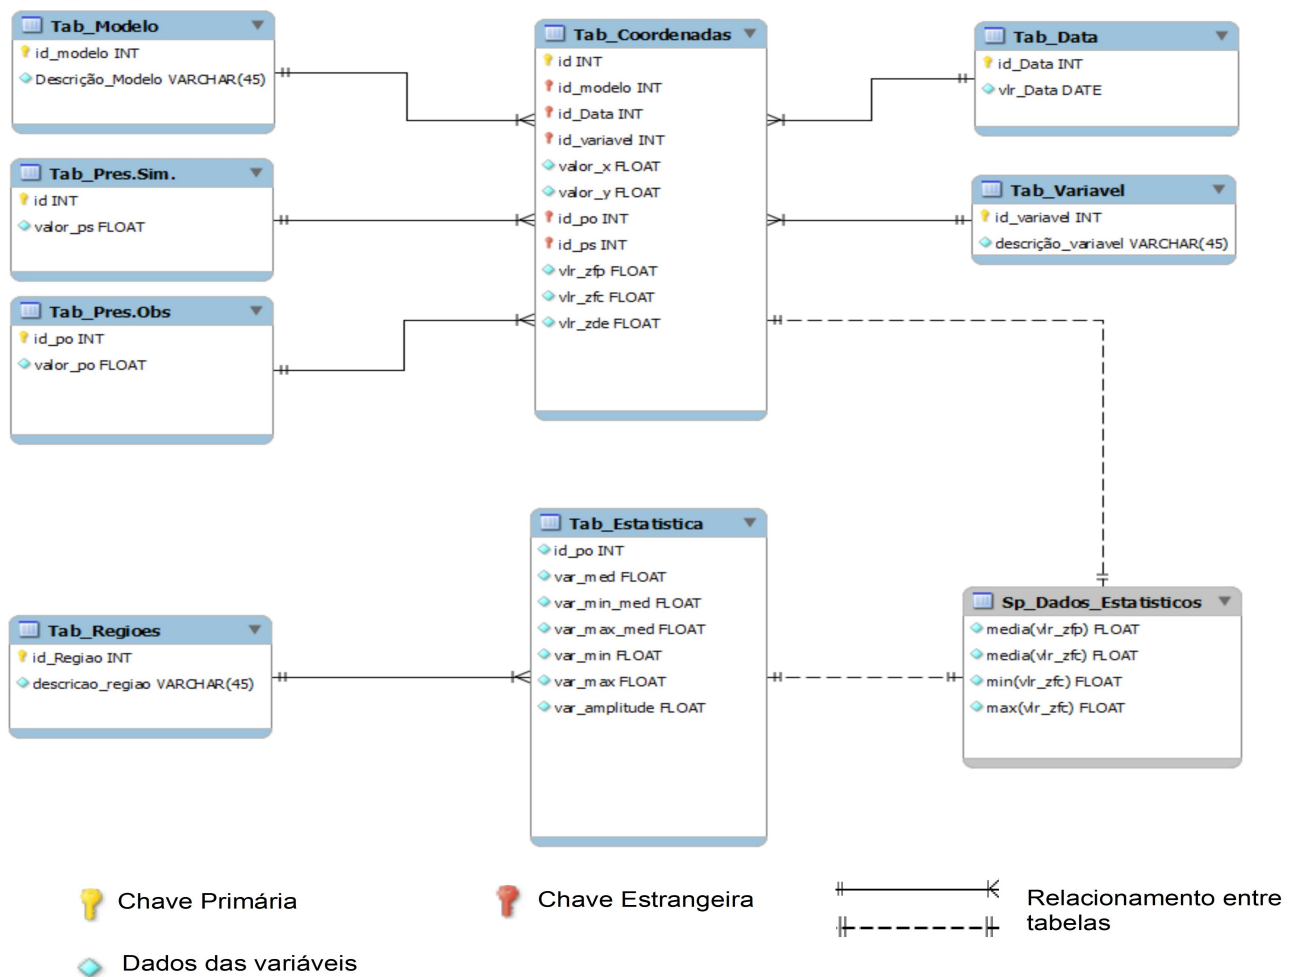 Tab_Modelo
id_modelo INT
Descrição_Modelo VARCHAR(45)
Tab_Pres.Sim.
id INT
valor_ps FLOAT
Tab_Pres.Obs
id_po INT
valor_po FLOAT
Tab_Coordenadas
id INT
id_modelo INT
id_Data INT
id_variavel INT
valor_x FLOAT
valor_y FLOAT
id_po INT
id_ps INT
vlr_zfp FLOAT
vlr_zfc FLOAT
vlr_zde FLOAT
Tab_Data
id_Data INT
vlr_Data DATE
Tab_Variavel
id_variavel INT
descrição_variavel VARCHAR(45)
Tab_Regioes
id_Regiao INT
descricao_regiao VARCHAR(45)
Tab_Estatistica
id_po INT
var_med FLOAT
var_min_med FLOAT
var_max_med FLOAT
var_min FLOAT
var_max FLOAT
var_amplitude FLOAT
Sp_Dados_Estatisticos
media(vlr_zfp) FLOAT
media(vlr_zfc) FLOAT
min(vlr_zfc) FLOAT
max(vlr_zfc) FLOAT
Chave Primária
Chave Estrangeira
Relacionamento entre
tabelas
Dados das variáveis